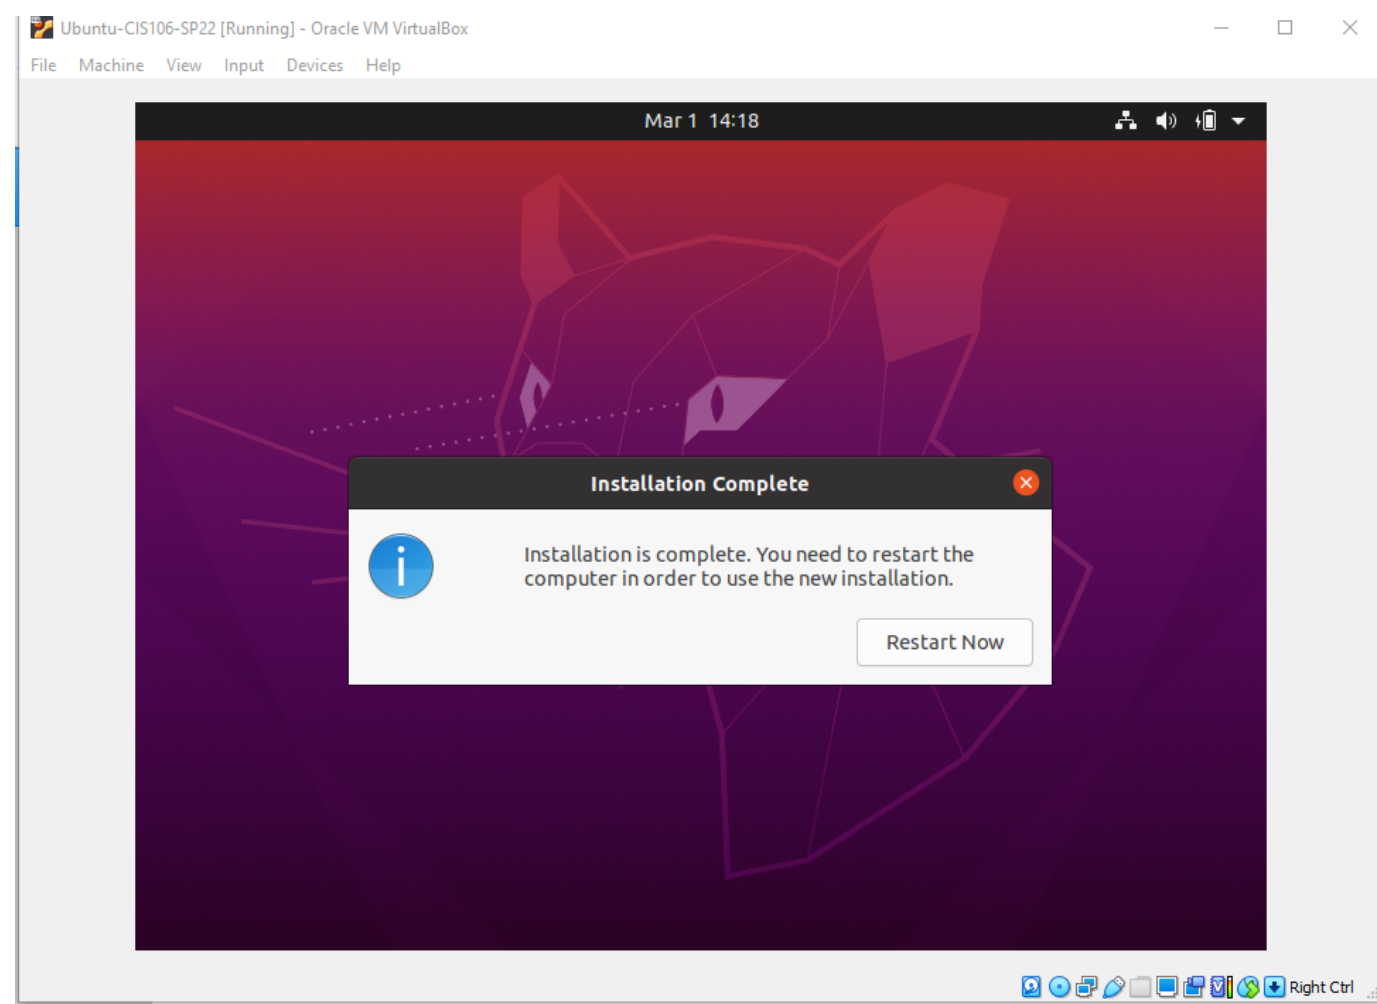 Ubuntu-CIS106-SP22 [Running] - Oracle VM VirtualBox
File Machine View Input Devices Help
Mar 1 14:18
Installation Complete
Installation is complete. You need to restart the
computer in order to use the new installation.
Restart Now
Right Ctrl